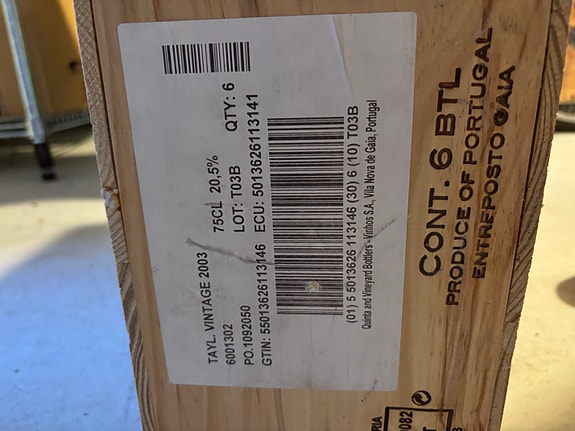 TAYL. VINTAGE 2003
75CL 20,5%
6001302
LOT: T03B
QTY: 6
PO.1092050
GTIN: 55013626113146 ECU: 5013626113141
(01) 5 5013626 113146 (30) 6 (10) T03B
Quinta and Vineyard Bottlers - Vinhos S.A., Vila Nova de Gaia, Portugal
CONT. 6 BTL
PRODUCE OF PORTUGAL
ENTREPOSTO GAIA